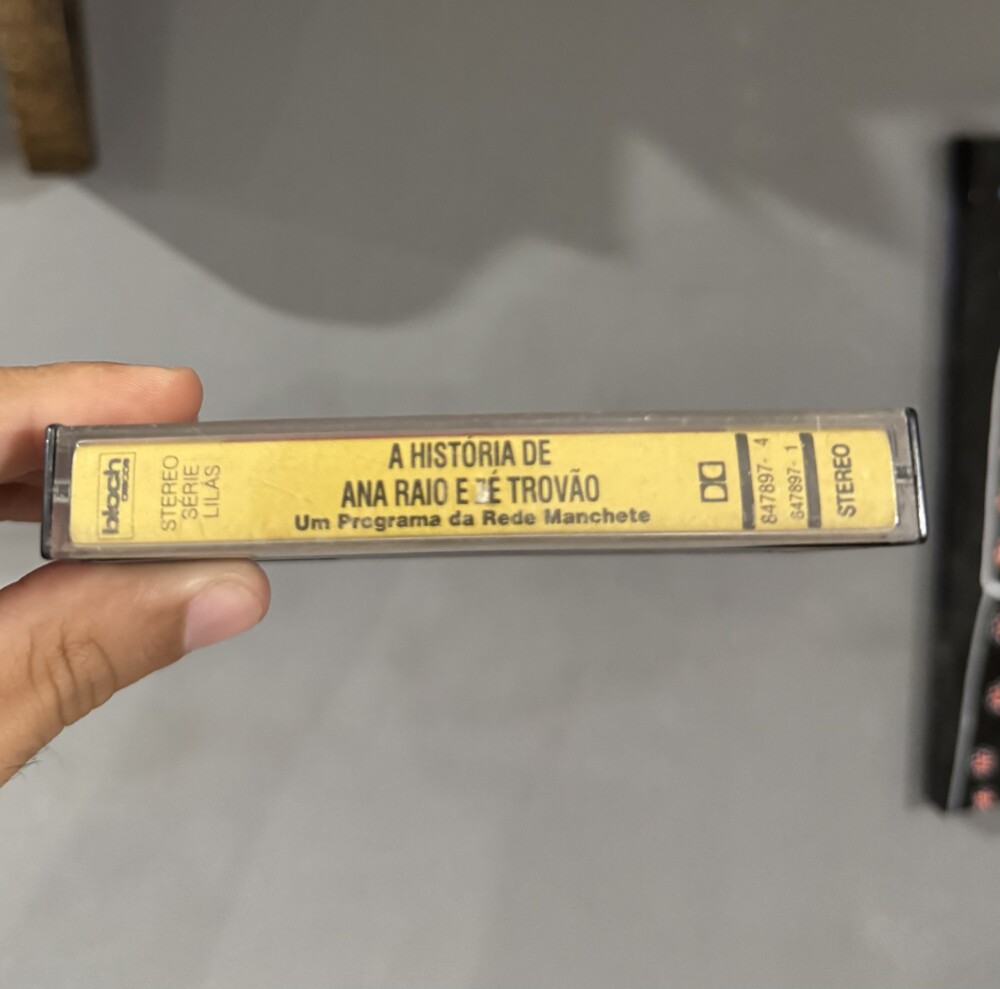 bloch
DISCOS
STEREO
SÉRIE
LILÁS
A HISTÓRIA DE
ANA RAIO E ZÉ TROVÃO
Um Programa da Rede Manchete
847897- 4
847897- 1
STEREO